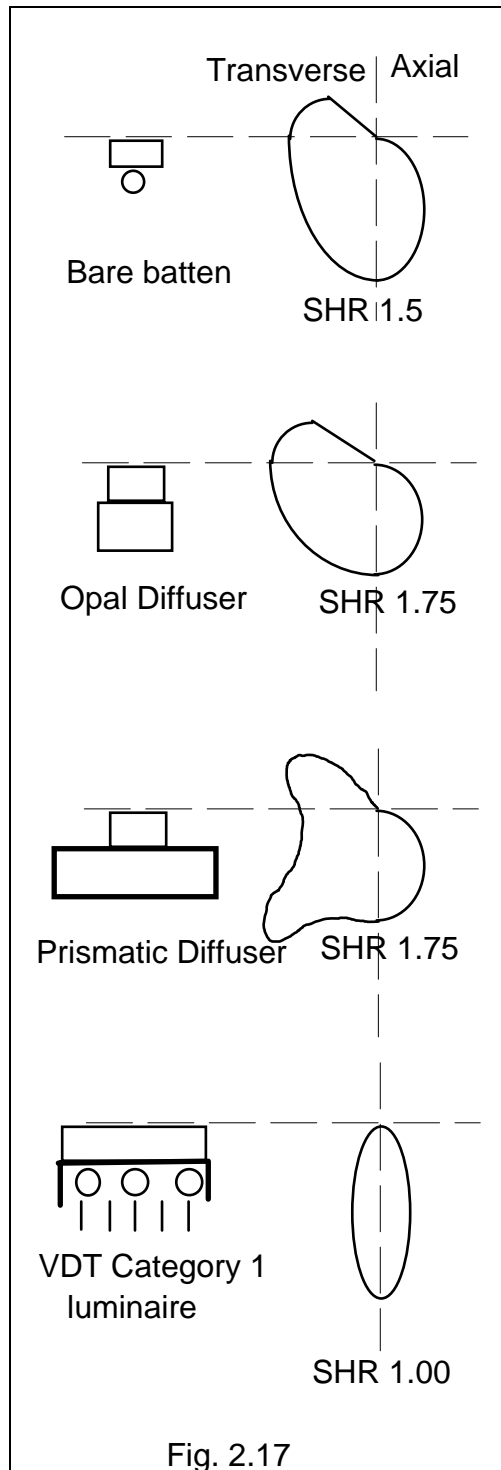 Transverse Axial
Bare batten
SHR 1.5
Opal Diffuser
SHR 1.75
Prismatic Diffuser
SHR 1.75
VDT Category 1
luminaire
SHR 1.00
Fig. 2.17